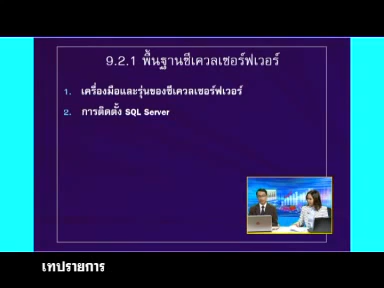 9.2.1 พื้นฐานซีเควลเซอร์ฟเวอร์
1. เครื่องมือและรุ่นของซีเควลเซอร์ฟเวอร์
2. การติดตั้ง SQL Server
เทปรายการ